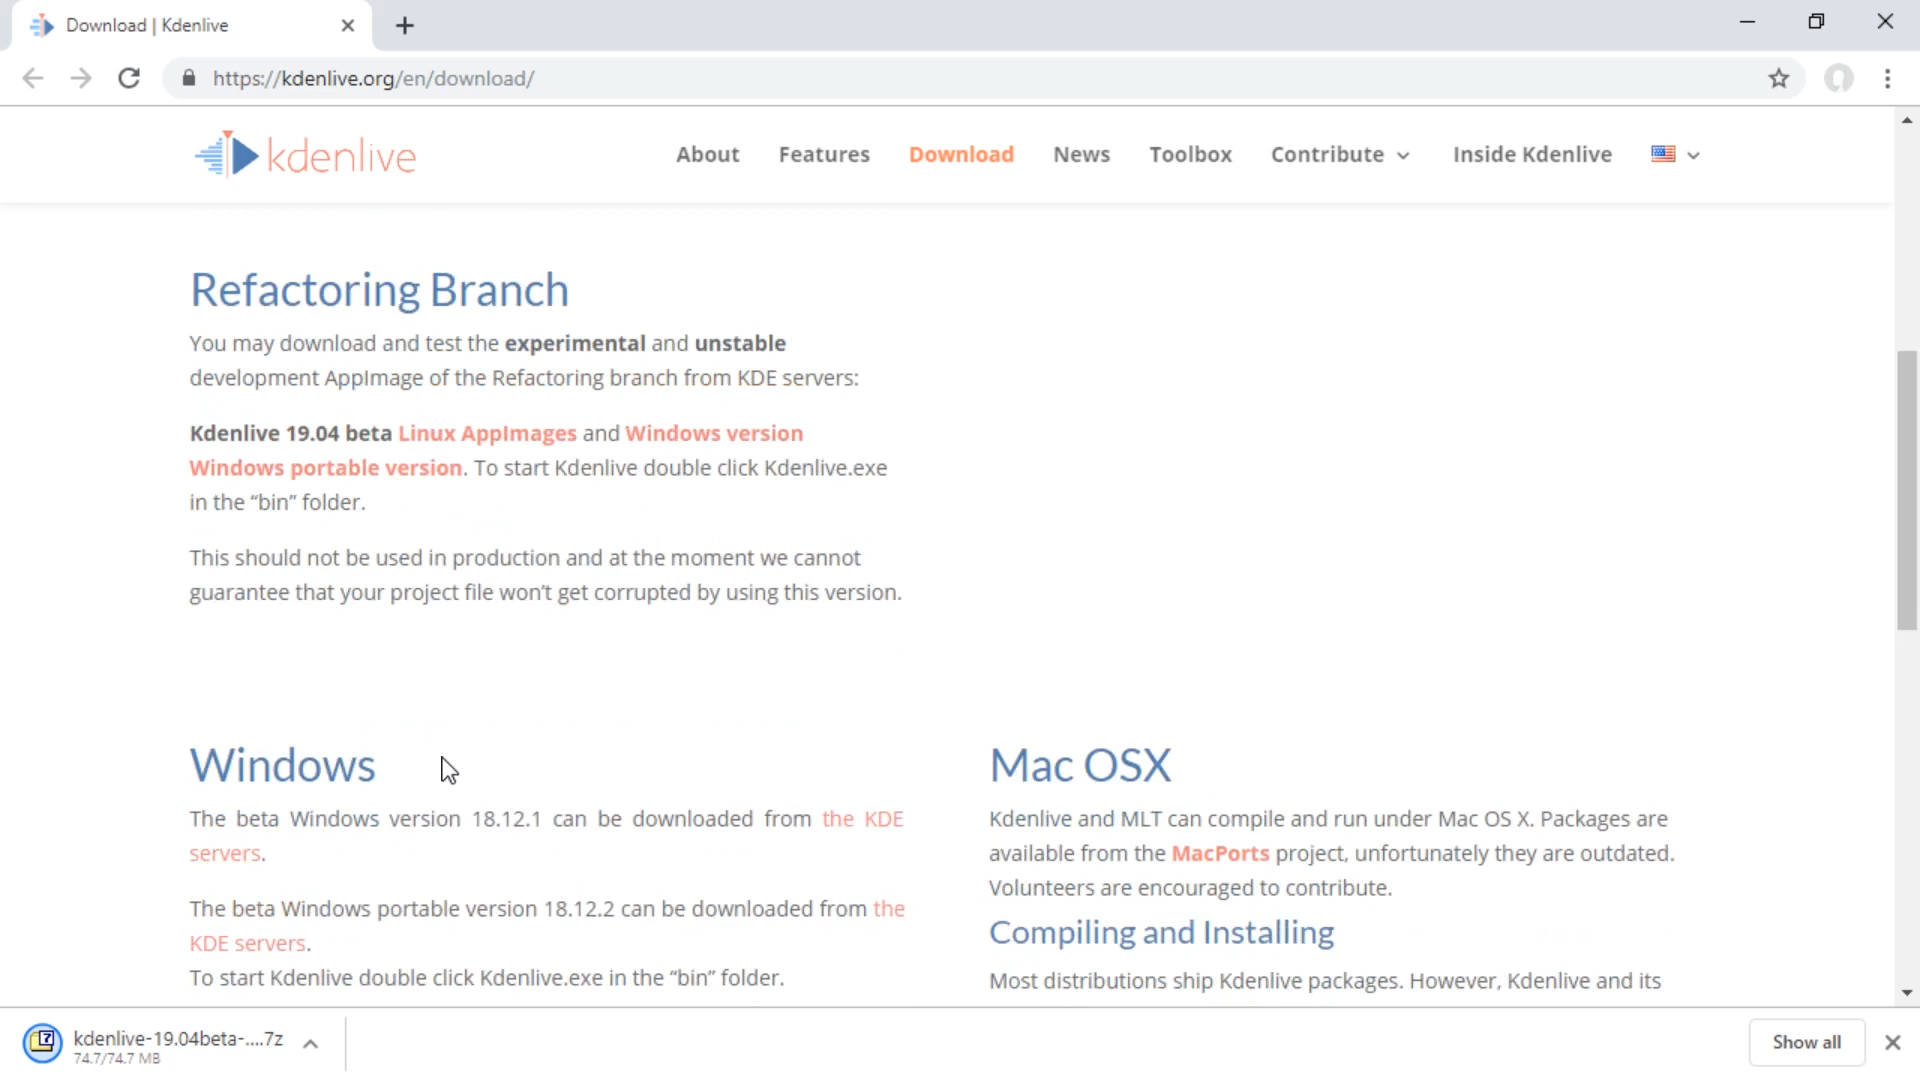 Download | Kdenlive
https://kdenlive.org/en/download/
kdenlive
About Features Download News Toolbox Contribute Inside Kdenlive
Refactoring Branch
You may download and test the experimental and unstable
development AppImage of the Refactoring branch from KDE servers:
Kdenlive 19.04 beta Linux AppImages and Windows version
Windows portable version. To start Kdenlive double click Kdenlive.exe
in the “bin” folder.
This should not be used in production and at the moment we cannot
guarantee that your project file won’t get corrupted by using this version.
Windows
The beta Windows version 18.12.1 can be downloaded from the KDE
servers.
The beta Windows portable version 18.12.2 can be downloaded from the
KDE servers.
To start Kdenlive double click Kdenlive.exe in the “bin” folder.
Mac OSX
Kdenlive and MLT can compile and run under Mac OS X. Packages are
available from the MacPorts project, unfortunately they are outdated.
Volunteers are encouraged to contribute.
Compiling and Installing
Most distributions ship Kdenlive packages. However, Kdenlive and its
7
kdenlive-19.04beta-....7z
74.7/74.7 MB
Show all